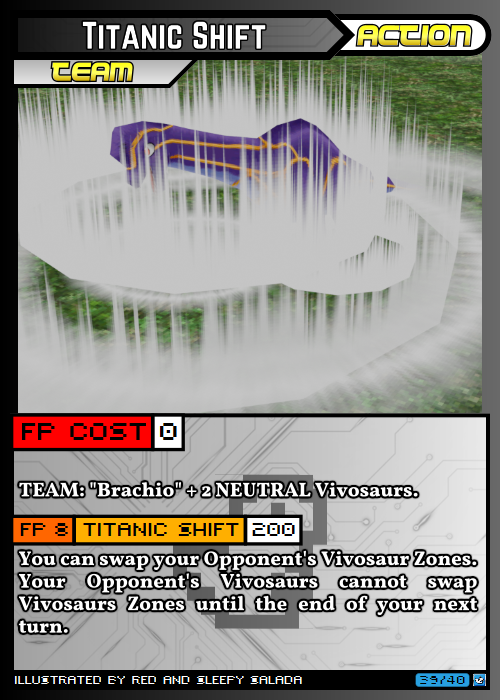 TITANIC SHIFT
ACTION
TEAM
FP COST 0
TEAM: "Brachio" + 2 NEUTRAL Vivosaurs.
FP 8 TITANIC SHIFT 200
You can swap your Opponent's Vivosaur Zones.
Your Opponent's Vivosaurs cannot swap
Vivosaurs Zones until the end of your next
turn.
ILLUSTRATED BY RED AND SLEEPY SALADA
39/40